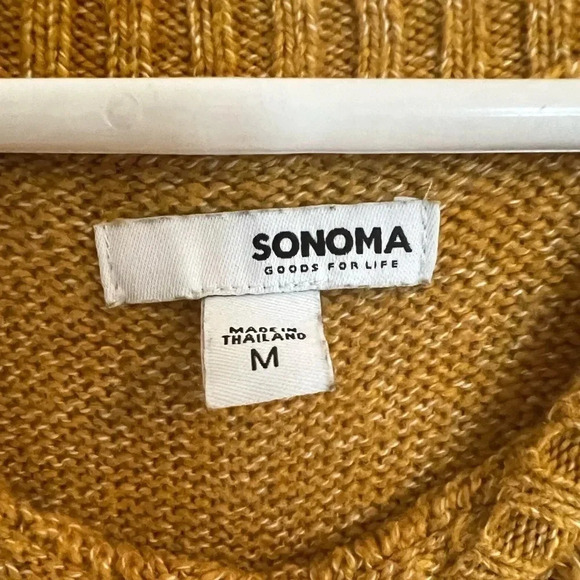 SONOMA
GOODS FOR LIFE
MADE IN
THAILAND
M